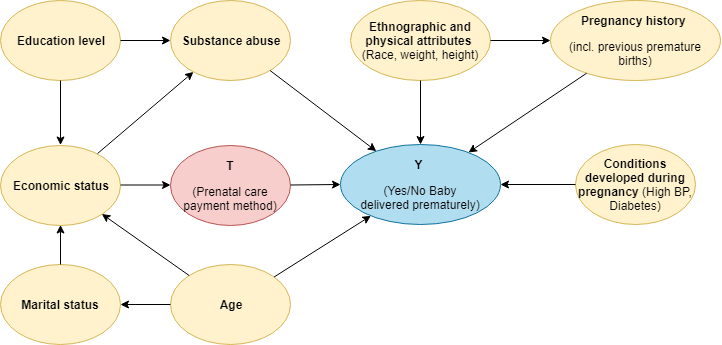 Education level
Substance abuse
Ethnographic and
physical attributes
(Race, weight, height)
Pregnancy history
(incl. previous premature
births)
Economic status
T
(Prenatal care
payment method)
Y
(Yes/No Baby
delivered prematurely)
Conditions
developed during
pregnancy (High BP,
Diabetes)
Marital status
Age